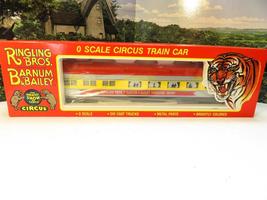 RINGLING BROS.
BARNUM & BAILEY
CIRCUS
O SCALE CIRCUS TRAIN CAR
• O SCALE • DIE CAST TRUCKS • METAL PARTS • BRIGHTLY COLORED